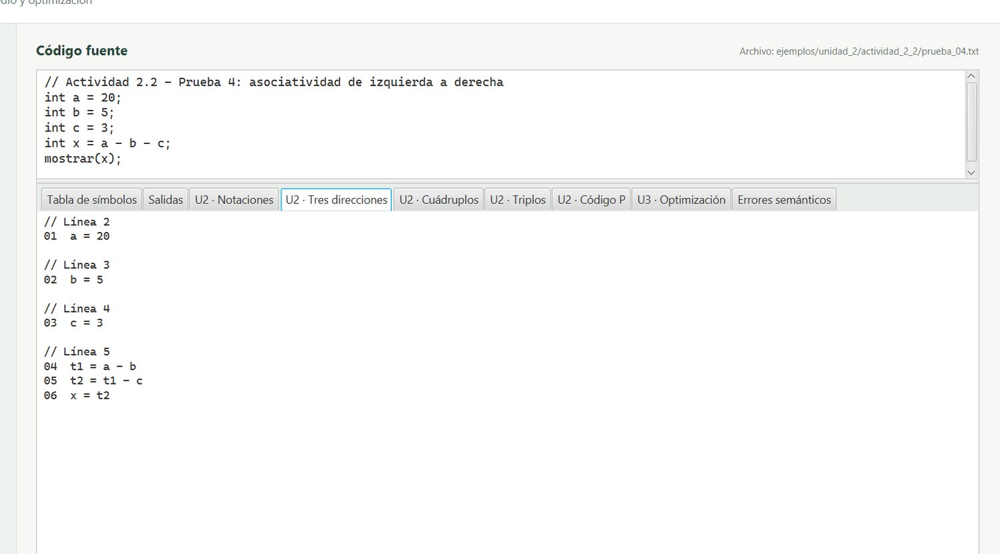 y optimización
Código fuente
Archivo: ejemplos/unidad_2/actividad_2_2/prueba_04.txt
// Actividad 2.2 – Prueba 4: asociatividad de izquierda a derecha
int a = 20;
int b = 5;
int c = 3;
int x = a – b – c;
mostrar(x);
Tabla de símbolos Salidas U2 · Notaciones U2 · Tres direcciones U2 · Cuádruplos U2 · Triplos U2 · Código P U3 · Optimización Errores semánticos
// Línea 2
01 a = 20
// Línea 3
02 b = 5
// Línea 4
03 c = 3
// Línea 5
04 t1 = a – b
05 t2 = t1 – c
06 x = t2